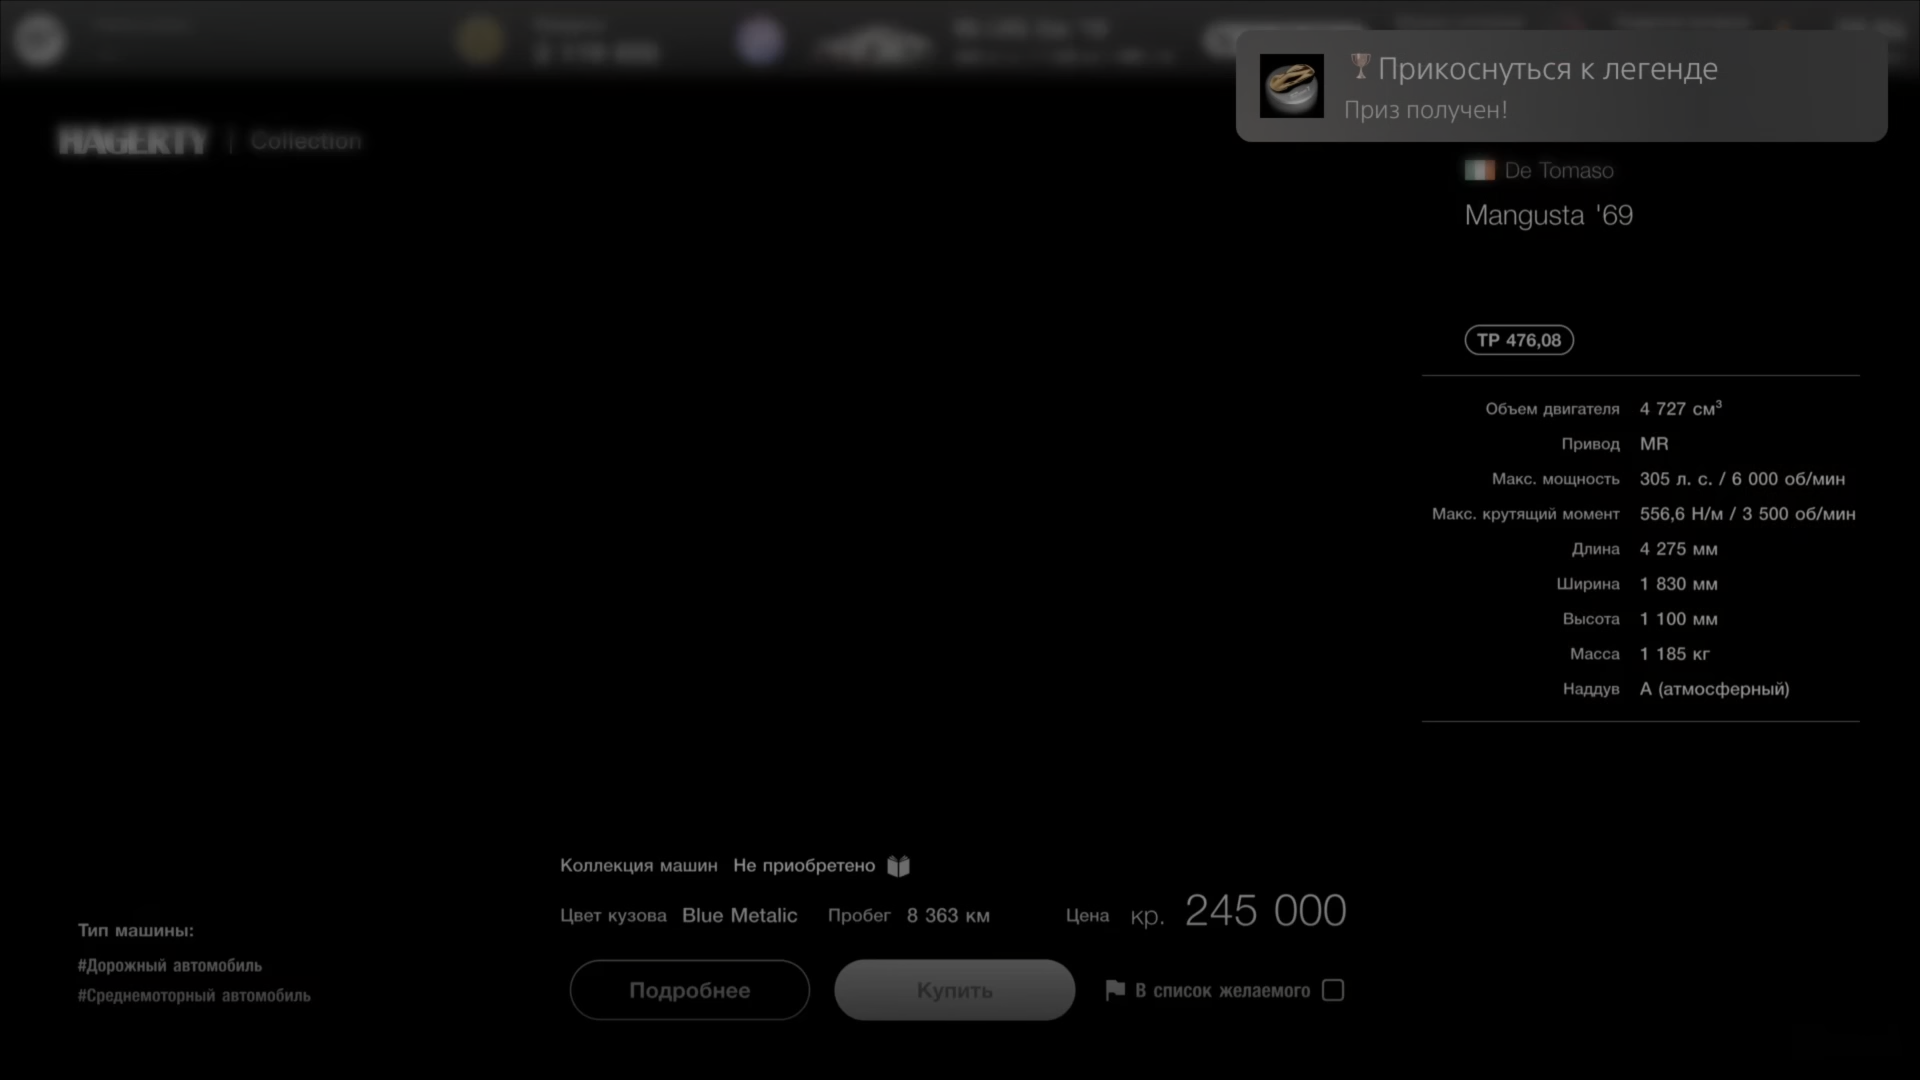 Прикоснуться к легенде
Приз получен!
HAGERTY | Collection
De Tomaso
Mangusta '69
TP 476,08
Объем двигателя 4 727 см³
Привод MR
Макс. мощность 305 л. с. / 6 000 об/мин
Макс. крутящий момент 556,6 Н/м / 3 500 об/мин
Длина 4 275 мм
Ширина 1 830 мм
Высота 1 100 мм
Масса 1 185 кг
Наддув А (атмосферный)
Коллекция машин Не приобретено
Цвет кузова Blue Metalic Пробег 8 363 км Цена кр. 245 000
Тип машины:
#Дорожный автомобиль
#Среднемоторный автомобиль
Подробнее
Купить
В список желаемого